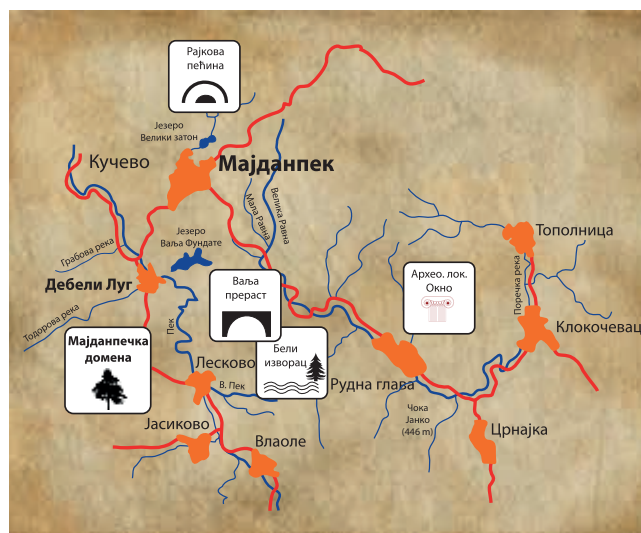 Рајкова
пећина
Језеро
Велики затон
Кучево
Мајданпек
Мала Равна
Велика Равна
Тополница
Језеро
Ваља Фундате
Грабова река
Дебели Луг
Ваља
прераст
Архео. лок.
Окно
Поречка река
Тодорова река
Пек
Клокочевац
Мајданпечка
домена
Бели
изворац
Лесково
В. Пек
Рудна глава
Чока
Јанко
(446 m)
Јасиково
Влаоле
Црнајка